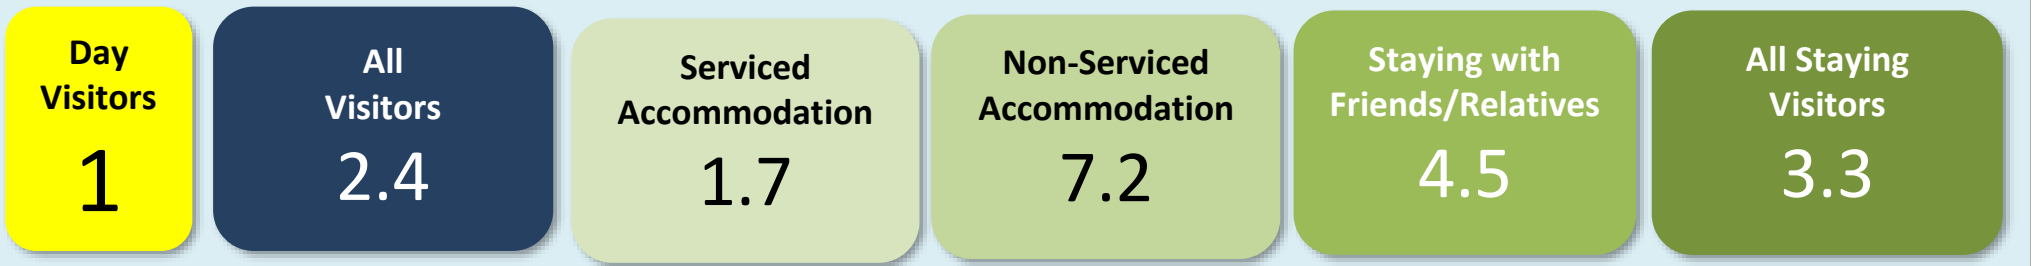 Day
Visitors
1
All
Visitors
2.4
Serviced
Accommodation
1.7
Non-Serviced
Accommodation
7.2
Staying with
Friends/Relatives
4.5
All Staying
Visitors
3.3